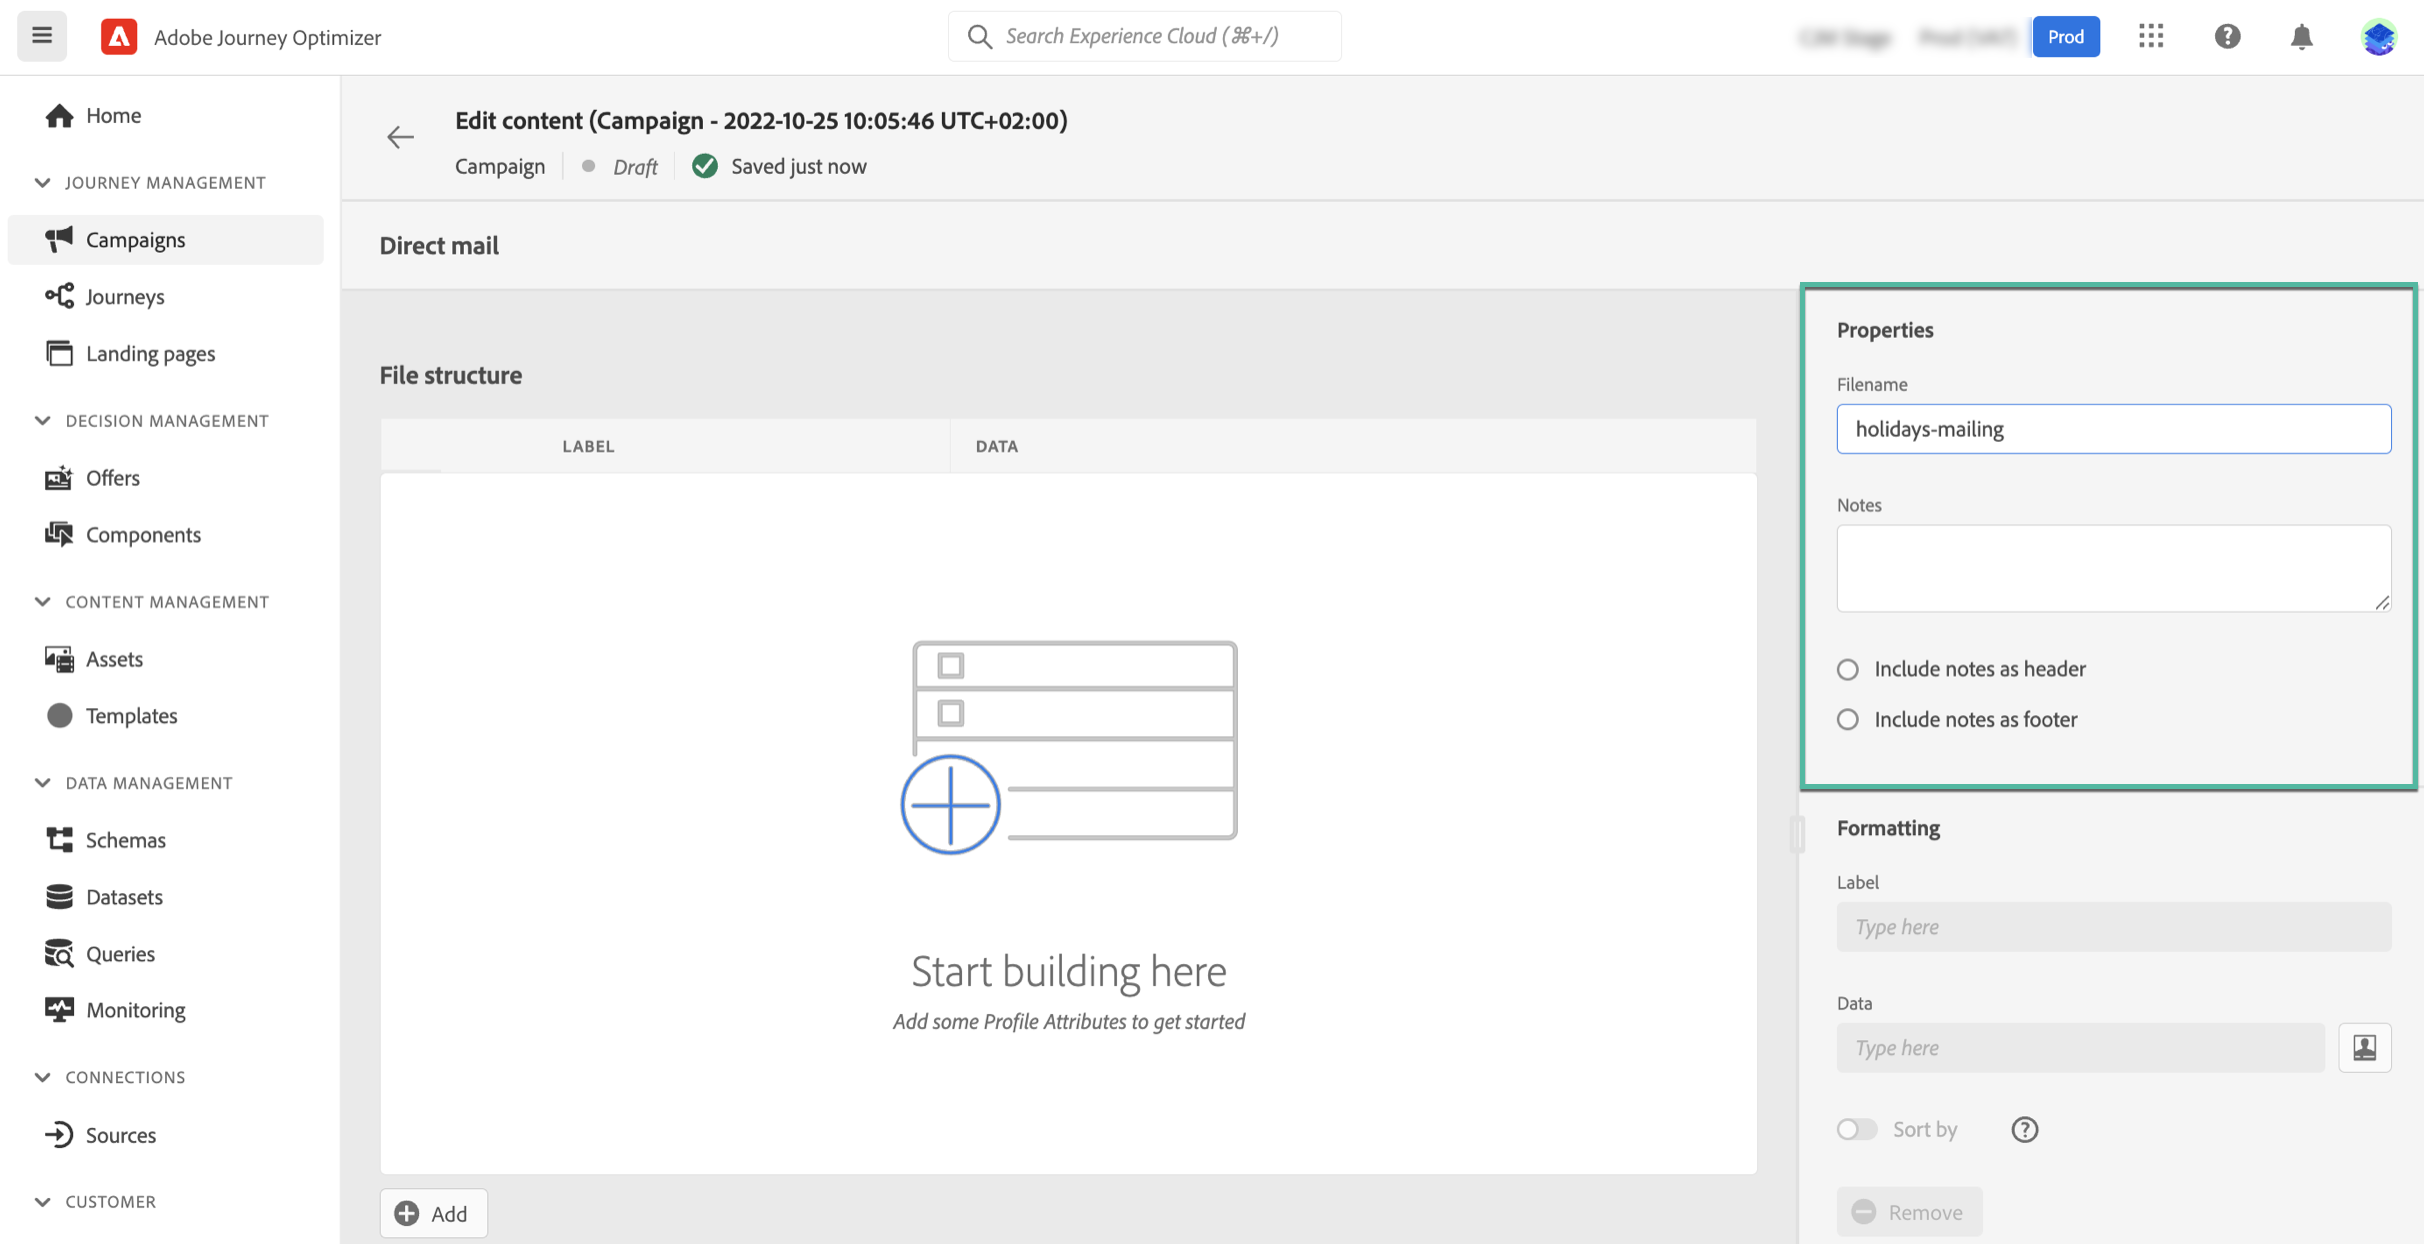 Adobe Journey Optimizer
Search Experience Cloud (⌘+/)
Prod
Home
JOURNEY MANAGEMENT
Campaigns
Journeys
Landing pages
DECISION MANAGEMENT
Offers
Components
CONTENT MANAGEMENT
Assets
Templates
DATA MANAGEMENT
Schemas
Datasets
Queries
Monitoring
CONNECTIONS
Sources
CUSTOMER
Edit content (Campaign - 2022-10-25 10:05:46 UTC+02:00)
Campaign Draft Saved just now
Direct mail
File structure
LABEL DATA
Start building here
Add some Profile Attributes to get started
Add
Properties
Filename
holidays-mailing
Notes
Include notes as header
Include notes as footer
Formatting
Label
Type here
Data
Type here
Sort by
Remove